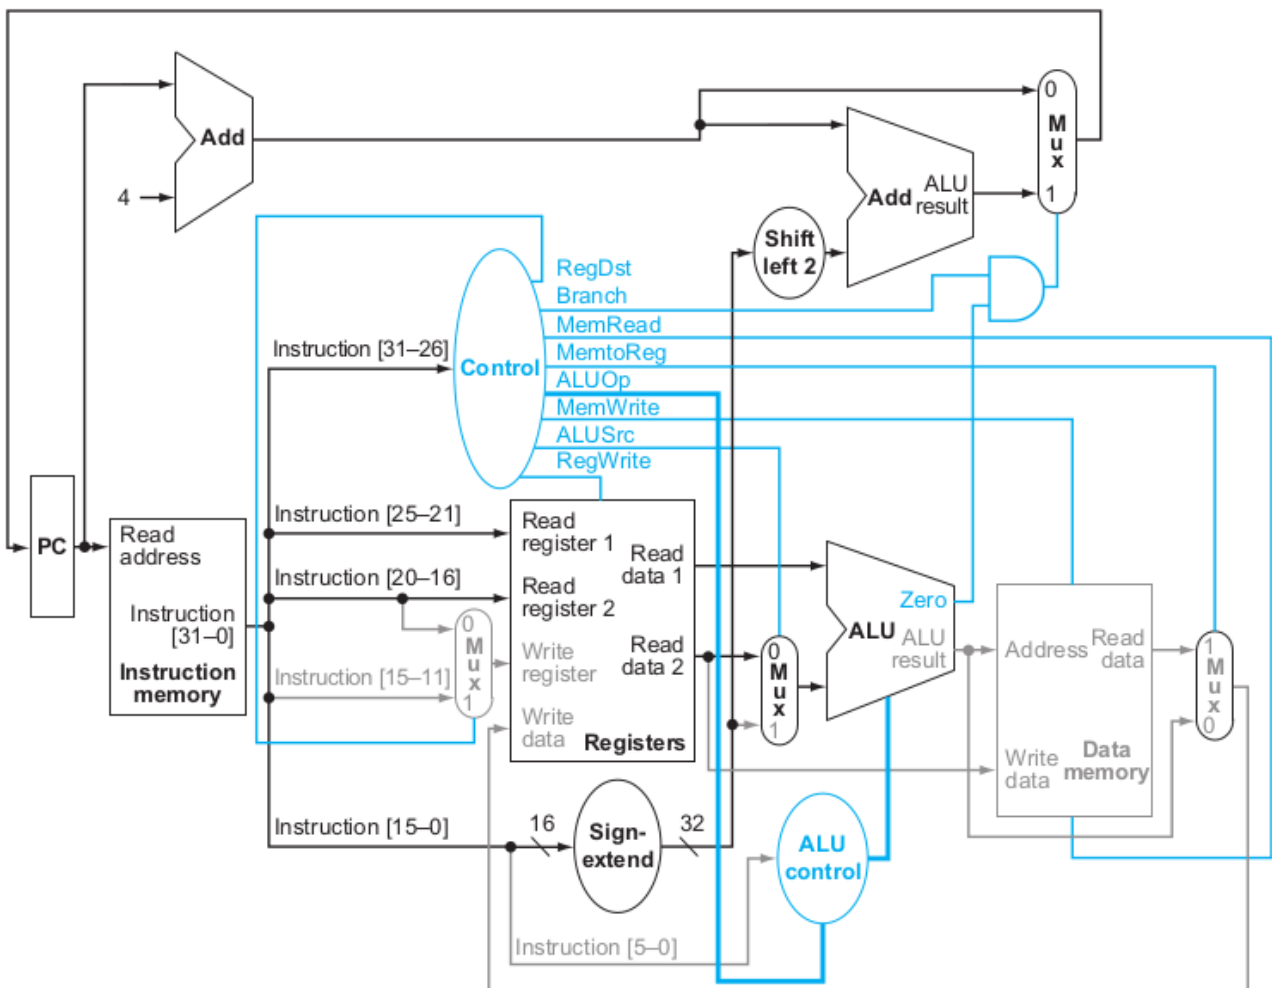 0
M
u
x
1
Add
4
Add
ALU
result
Shift
left 2
RegDst
Branch
MemRead
MemtoReg
ALUOp
MemWrite
ALUSrc
RegWrite
Instruction [31–26]
Control
PC
Read
address
Instruction
[31–0]
Instruction
memory
Instruction [25–21]
Instruction [20–16]
Instruction [15–11]
0
M
u
x
1
Read
register 1
Read
register 2
Write
register
Write
data
Read
data 1
Read
data 2
Registers
0
M
u
x
1
Zero
ALU
ALU
result
Address
Read
data
Write
data
Data
memory
1
M
u
x
0
Instruction [15–0]
16
Sign-
extend
32
ALU
control
Instruction [5–0]